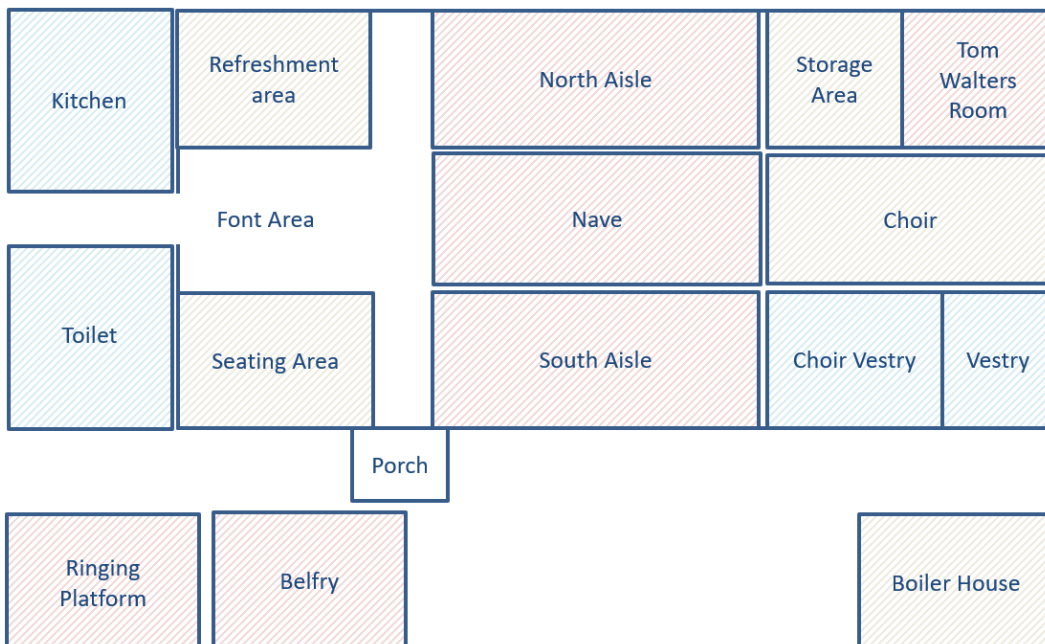 Kitchen
Refreshment
area
North Aisle
Storage
Area
Tom
Walters
Room
Font Area
Nave
Choir
Toilet
Seating Area
South Aisle
Choir Vestry
Vestry
Porch
Ringing
Platform
Belfry
Boiler House